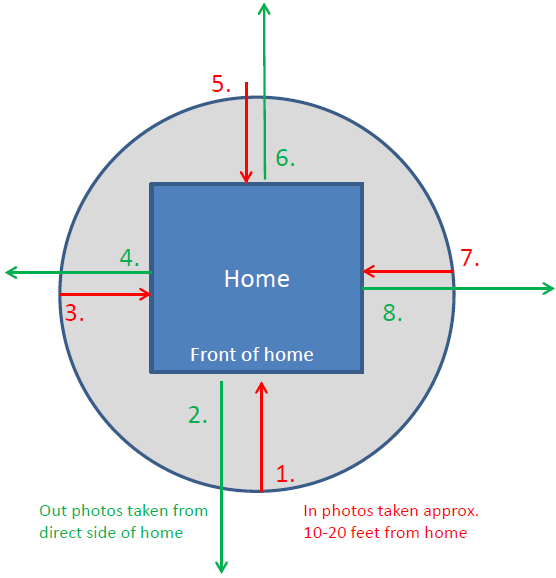 5.
6.
4.
7.
Home
3.
8.
Front of home
2.
1.
Out photos taken from
direct side of home
In photos taken approx.
10-20 feet from home